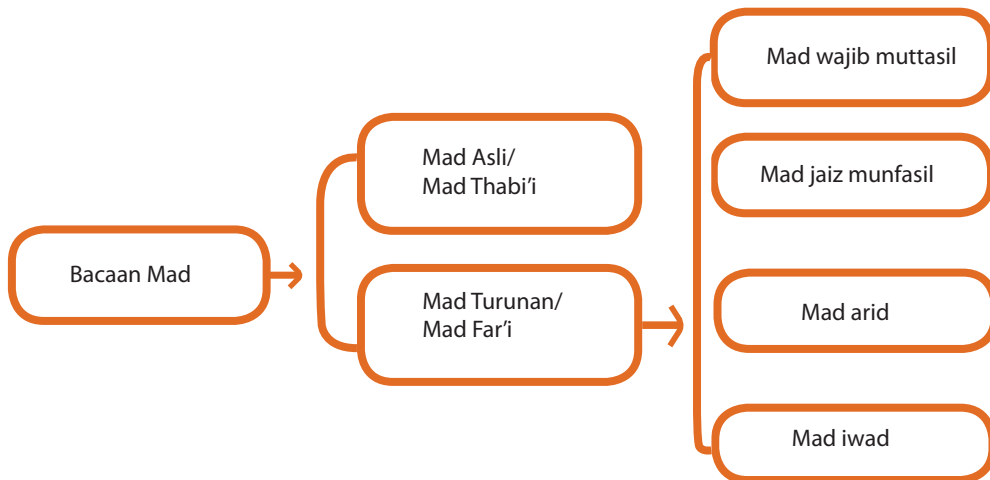 Bacaan Mad
Mad Asli/
Mad Thabi’i
Mad Turunan/
Mad Far’i
Mad wajib muttasil
Mad jaiz munfasil
Mad arid
Mad iwad